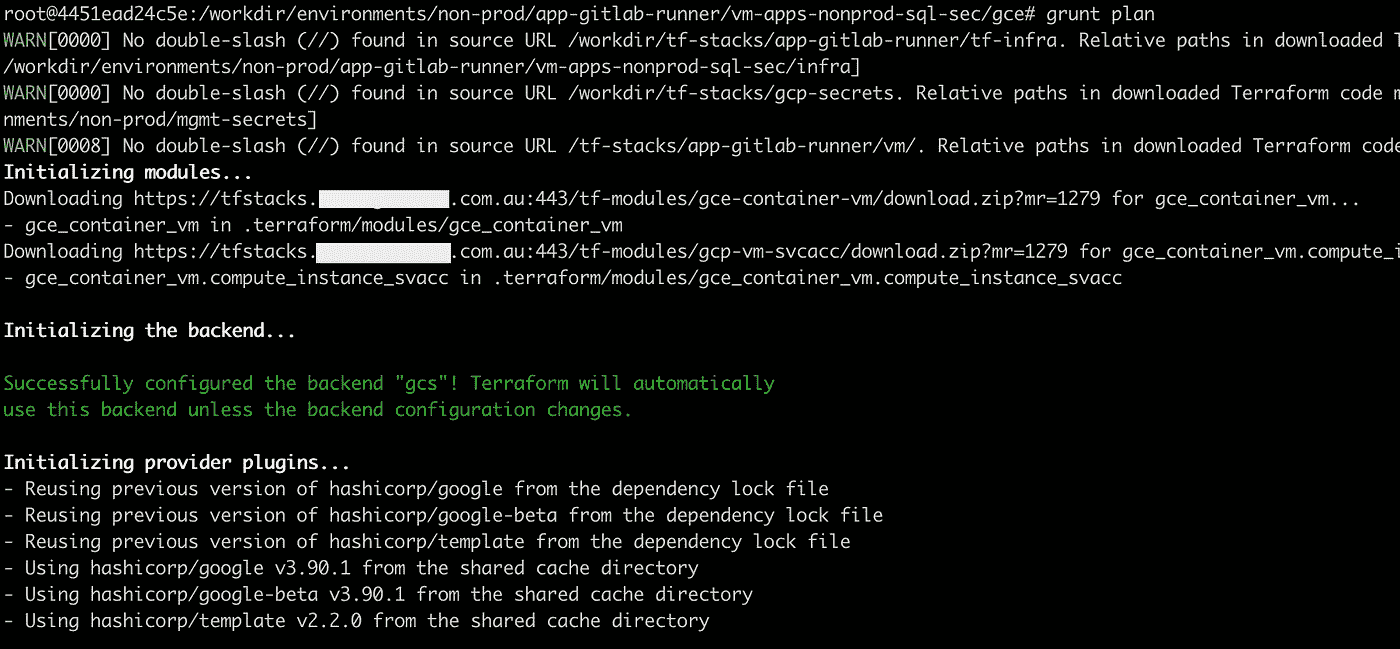 root@4451ead24c5e:/workdir/environments/non-prod/app-gitlab-runner/vm-apps-nonprod-sql-sec/gce# grunt plan
WARN[0000] No double-slash (//) found in source URL /workdir/tf-stacks/app-gitlab-runner/tf-infra. Relative paths in downloaded
/workdir/environments/non-prod/app-gitlab-runner/vm-apps-nonprod-sql-sec/infra]
WARN[0000] No double-slash (//) found in source URL /workdir/tf-stacks/gcp-secrets. Relative paths in downloaded Terraform code m
nments/non-prod/mgmt-secrets]
WARN[0008] No double-slash (//) found in source URL /tf-stacks/app-gitlab-runner/vm/. Relative paths in downloaded Terraform code
Initializing modules...
Downloading https://tfstacks. .com.au:443/tf-modules/gce-container-vm/download.zip?mr=1279 for gce_container_vm...
- gce_container_vm in .terraform/modules/gce_container_vm
Downloading https://tfstacks. .com.au:443/tf-modules/gcp-vm-svcacc/download.zip?mr=1279 for gce_container_vm.compute_i
- gce_container_vm.compute_instance_svacc in .terraform/modules/gce_container_vm.compute_instance_svacc
Initializing the backend...
Successfully configured the backend "gcs"! Terraform will automatically
use this backend unless the backend configuration changes.
Initializing provider plugins...
- Reusing previous version of hashicorp/google from the dependency lock file
- Reusing previous version of hashicorp/google-beta from the dependency lock file
- Reusing previous version of hashicorp/template from the dependency lock file
- Using hashicorp/google v3.90.1 from the shared cache directory
- Using hashicorp/google-beta v3.90.1 from the shared cache directory
- Using hashicorp/template v2.2.0 from the shared cache directory